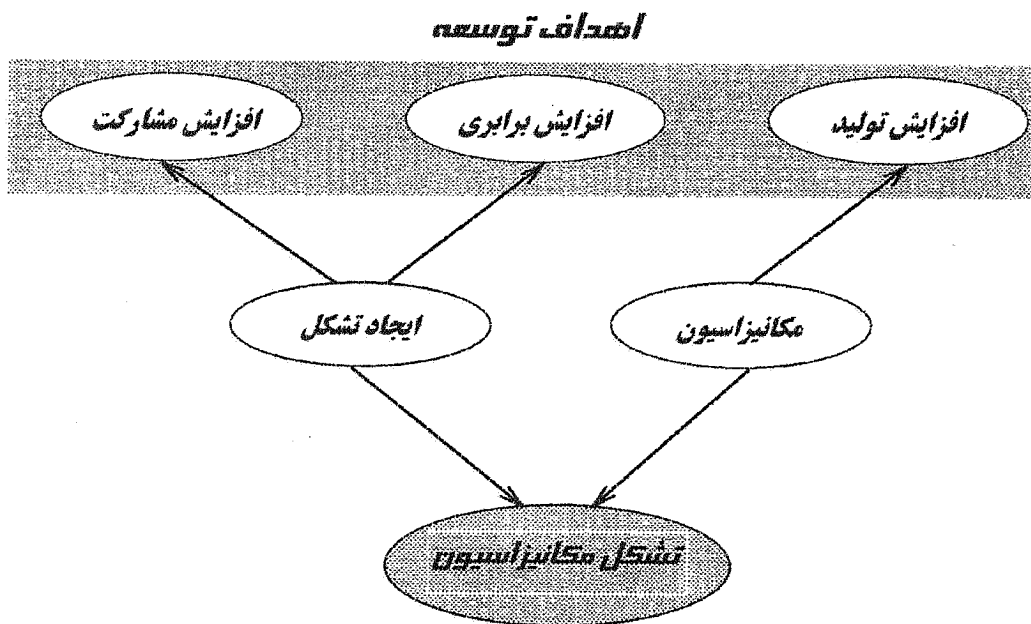 اهداف توسعه
افزایش تولید
افزایش برابری
افزایش مشارکت
مکانیزاسیون
ایجاد تشکل
تشکل مکانیزاسیون